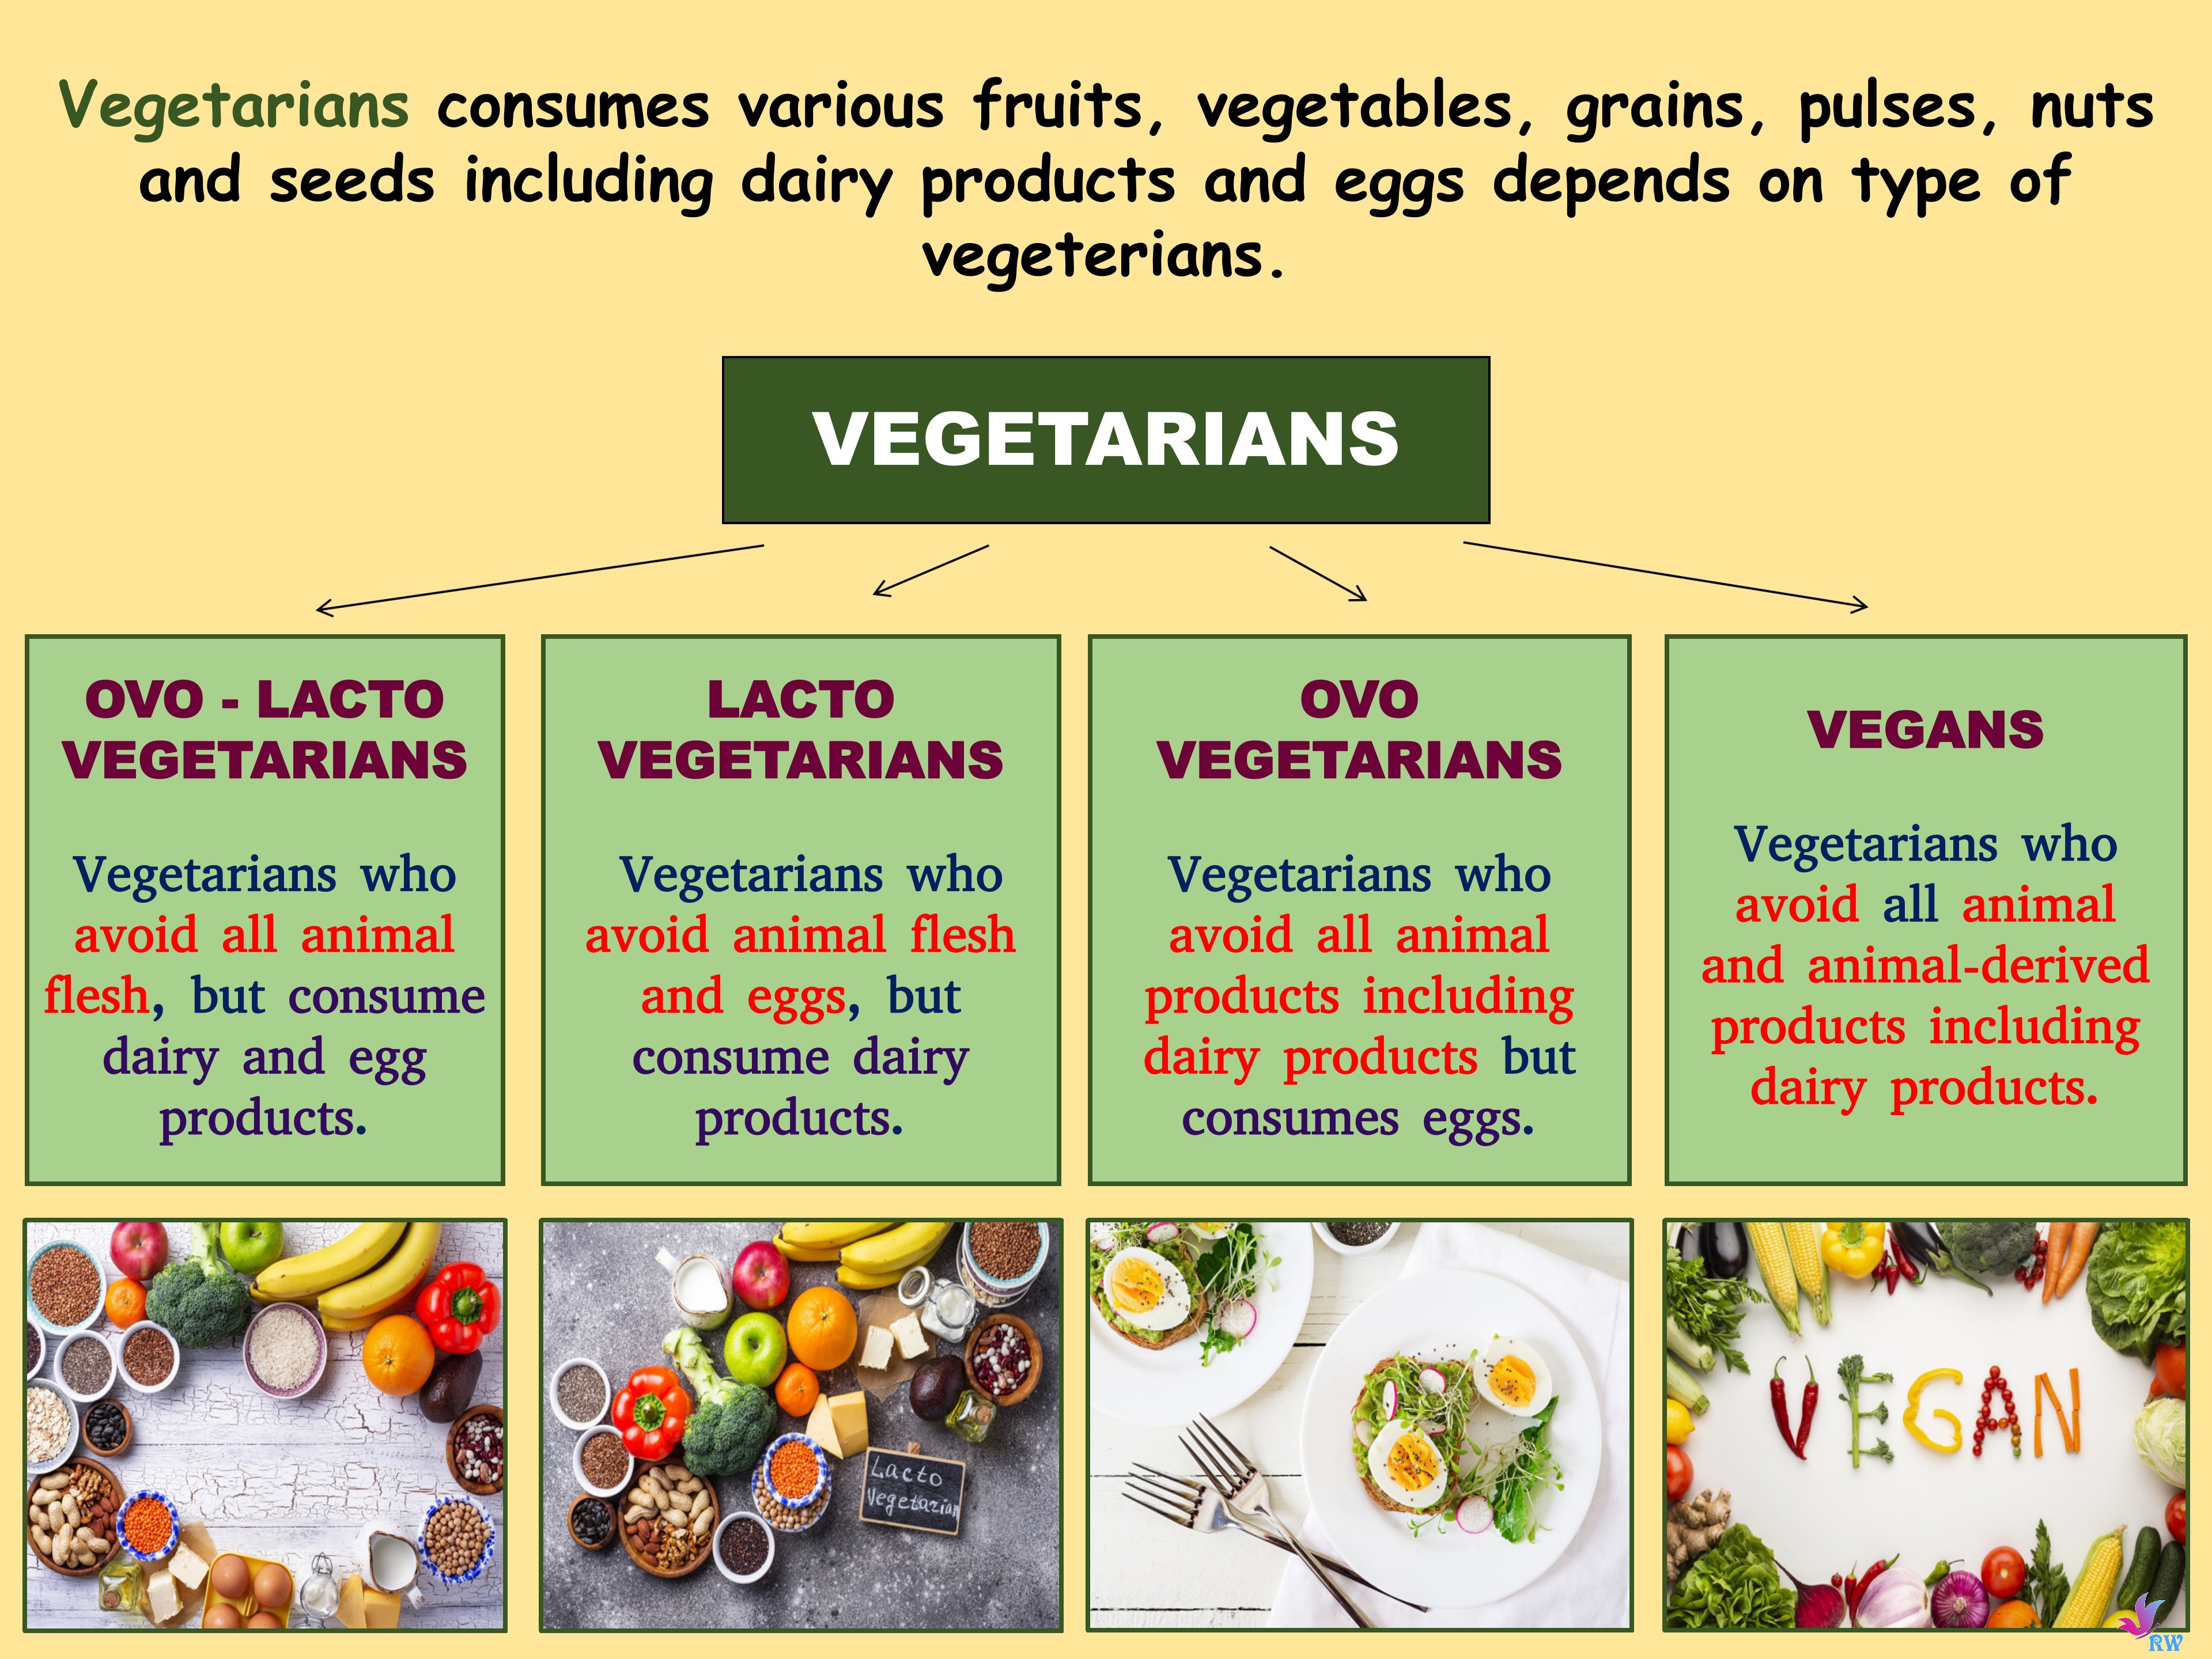 Vegetarians consumes various fruits, vegetables, grains, pulses, nuts
and seeds including dairy products and eggs depends on type of
vegeterians.
VEGETARIANS
OVO - LACTO
VEGETARIANS
Vegetarians who
avoid all animal
flesh, but consume
dairy and egg
products.
LACTO
VEGETARIANS
Vegetarians who
avoid animal flesh
and eggs, but
consume dairy
products.
OVO
VEGETARIANS
Vegetarians who
avoid all animal
products including
dairy products but
consumes eggs.
VEGANS
Vegetarians who
avoid all animal
and animal-derived
products including
dairy products.
Lacto
Vegetarian
VEGAN
RW